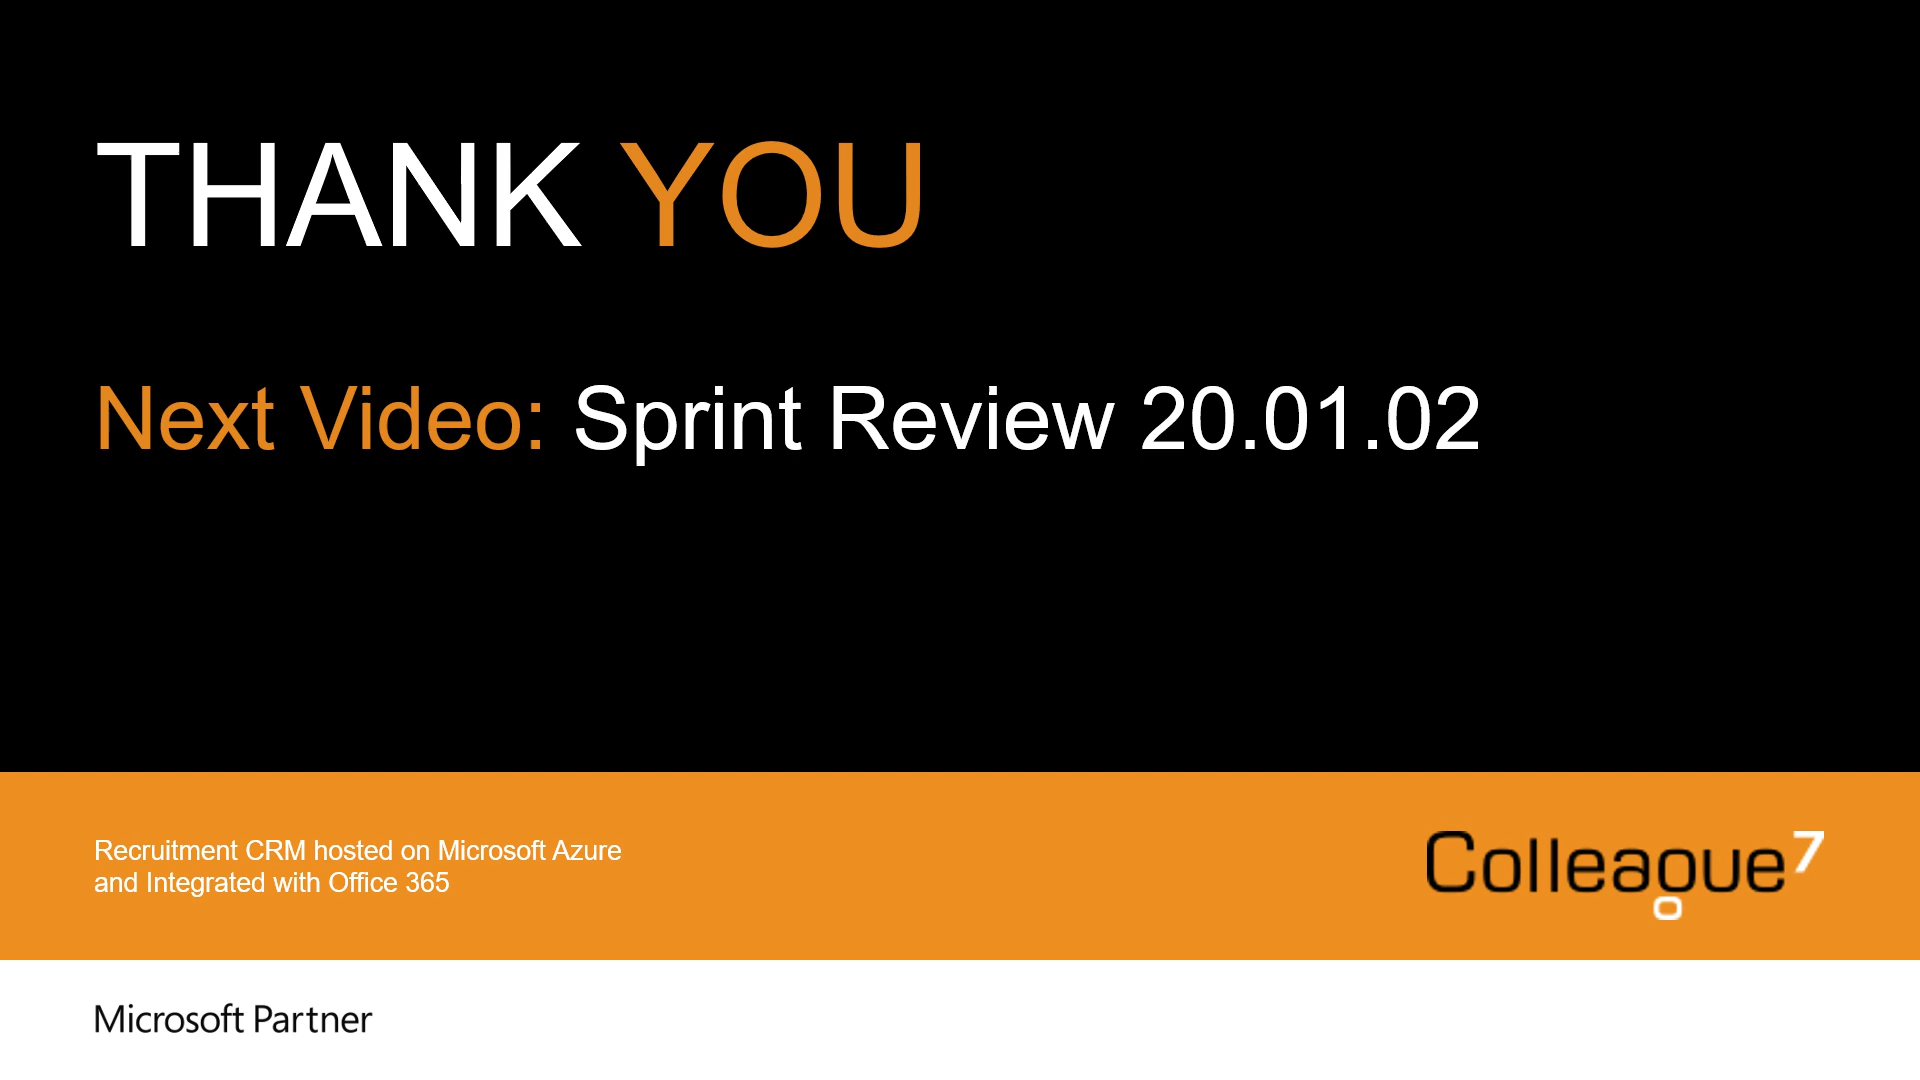 THANK YOU
Next Video: Sprint Review 20.01.02
Recruitment CRM hosted on Microsoft Azure
and Integrated with Office 365
Colleague7
Microsoft Partner